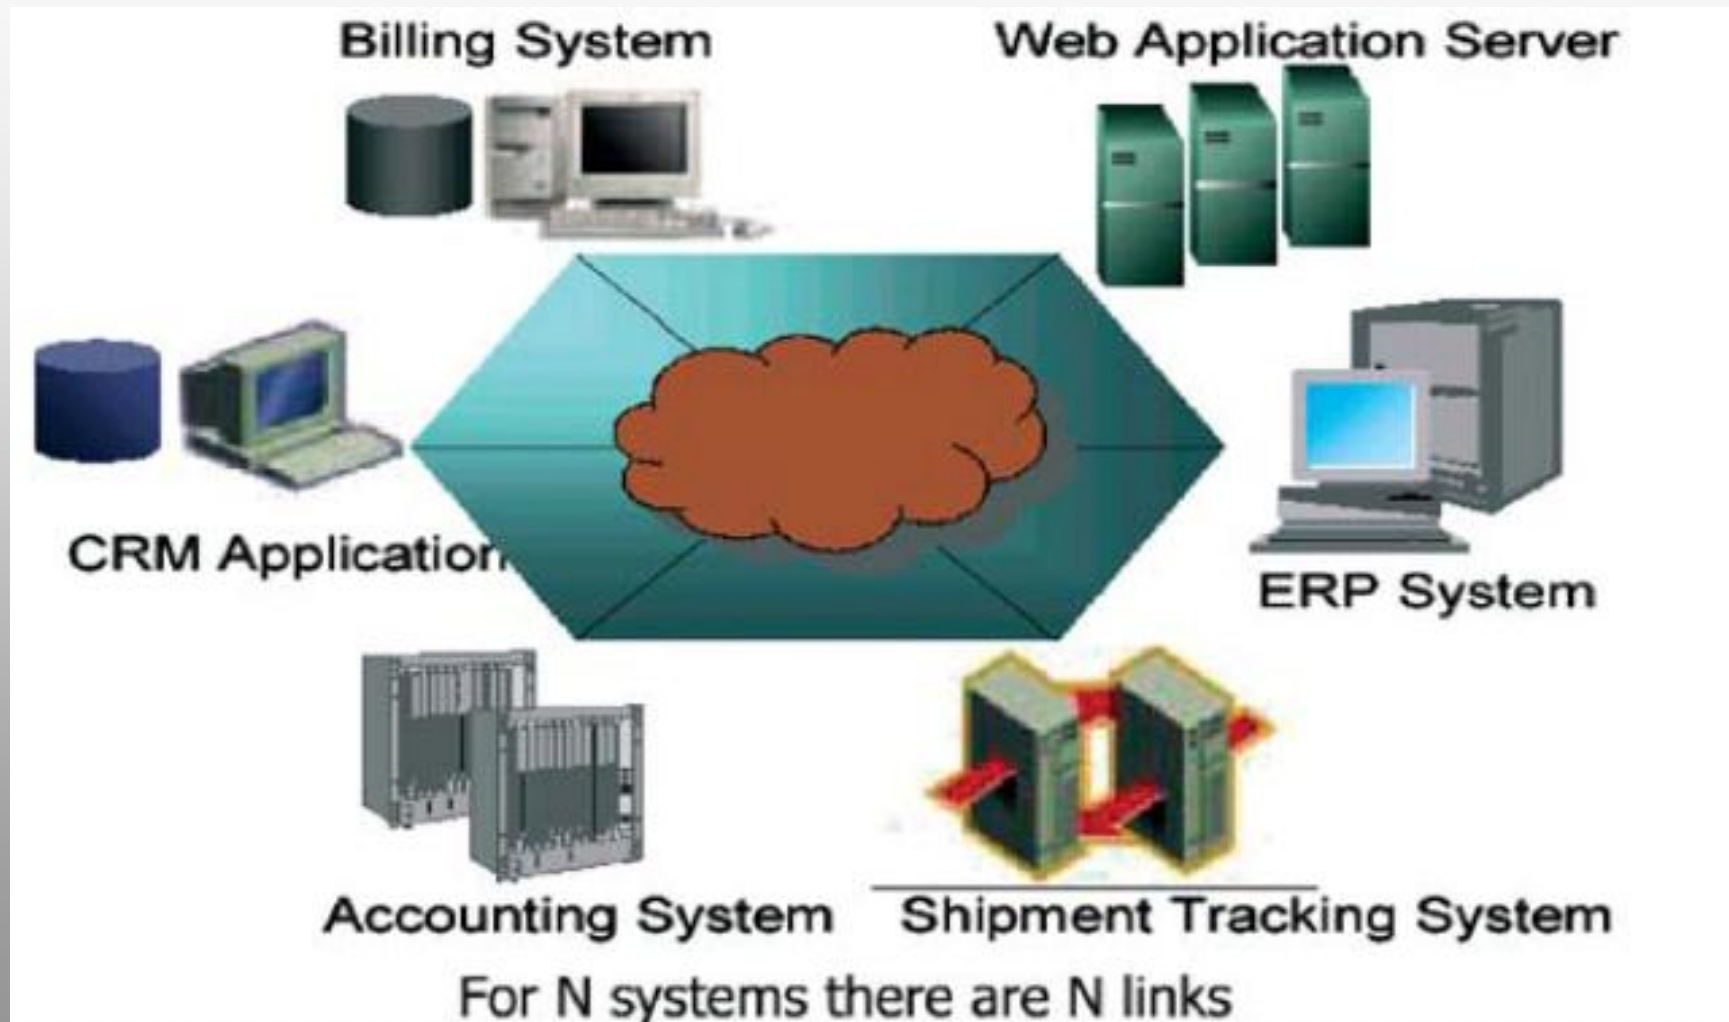 Billing System
Web Application Server
CRM Application
ERP System
Accounting System
Shipment Tracking System
For N systems there are N links